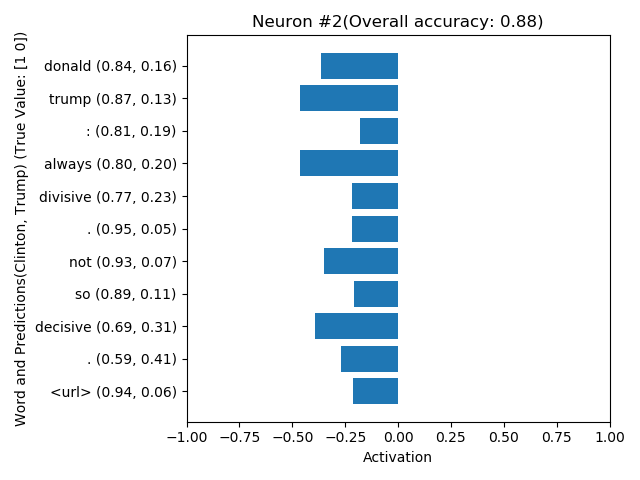 Neuron #2(Overall accuracy: 0.88)
Word and Predictions(Clinton, Trump) (True Value: [1 0])
donald (0.84, 0.16)
trump (0.87, 0.13)
: (0.81, 0.19)
always (0.80, 0.20)
divisive (0.77, 0.23)
. (0.95, 0.05)
not (0.93, 0.07)
so (0.89, 0.11)
decisive (0.69, 0.31)
. (0.59, 0.41)
<url> (0.94, 0.06)
−1.00 −0.75 −0.50 −0.25 0.00 0.25 0.50 0.75 1.00
Activation